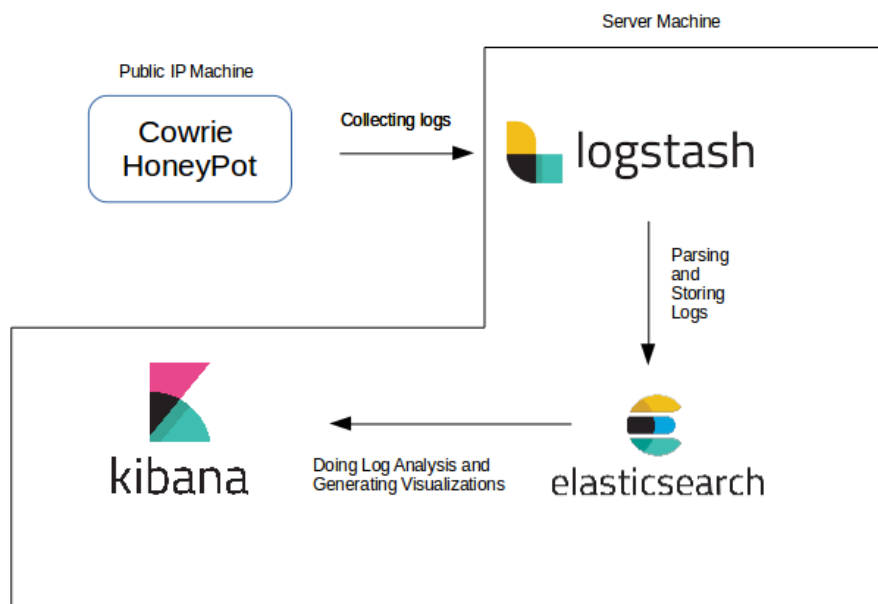 Server Machine
Public IP Machine
Cowrie
HoneyPot
Collecting logs
logstash
Parsing
and
Storing
Logs
kibana
Doing Log Analysis and
Generating Visualizations
elasticsearch